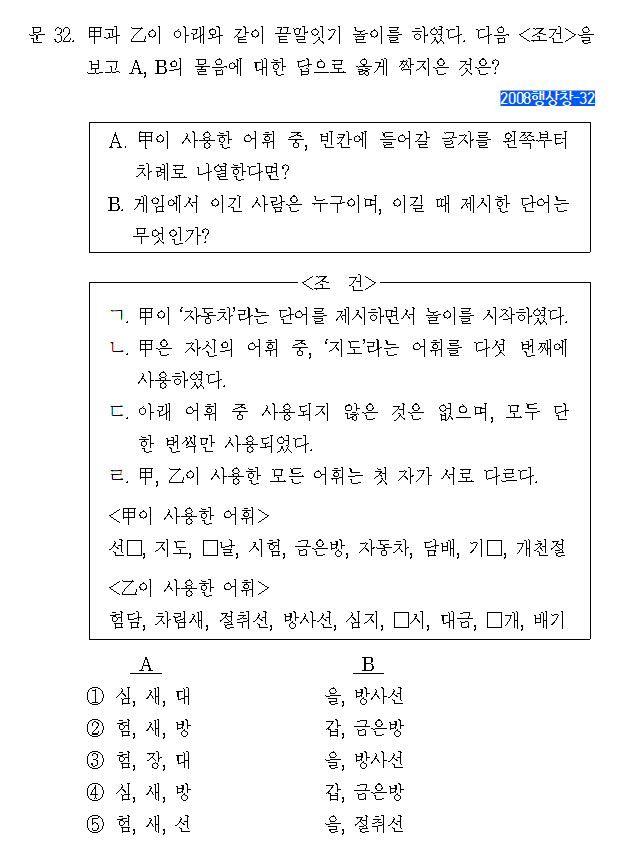 문 32. 甲과 乙이 아래와 같이 끝말잇기 놀이를 하였다. 다음 <조건>을
보고 A, B의 물음에 대한 답으로 옳게 짝지은 것은?
2008행상창-32
A. 甲이 사용한 어휘 중, 빈칸에 들어갈 글자를 왼쪽부터
차례로 나열한다면?
B. 게임에서 이긴 사람은 누구이며, 이길 때 제시한 단어는
무엇인가?
<조 건>
ㄱ. 甲이 '자동차'라는 단어를 제시하면서 놀이를 시작하였다.
ㄴ. 甲은 자신의 어휘 중, '지도'라는 어휘를 다섯 번째에
사용하였다.
ㄷ. 아래 어휘 중 사용되지 않은 것은 없으며, 모두 단
한 번씩만 사용되었다.
ㄹ. 甲, 乙이 사용한 모든 어휘는 첫 자가 서로 다르다.
<甲이 사용한 어휘>
선□, 지도, □날, 시험, 금은방, 자동차, 담배, 기□, 개천절
<乙이 사용한 어휘>
험담, 차림새, 절취선, 방사선, 심지, □시, 대금, □개, 배기
A B
① 심, 새, 대 을, 방사선
② 험, 새, 방 갑, 금은방
③ 험, 장, 대 을, 방사선
④ 심, 새, 방 갑, 금은방
⑤ 험, 새, 선 을, 절취선